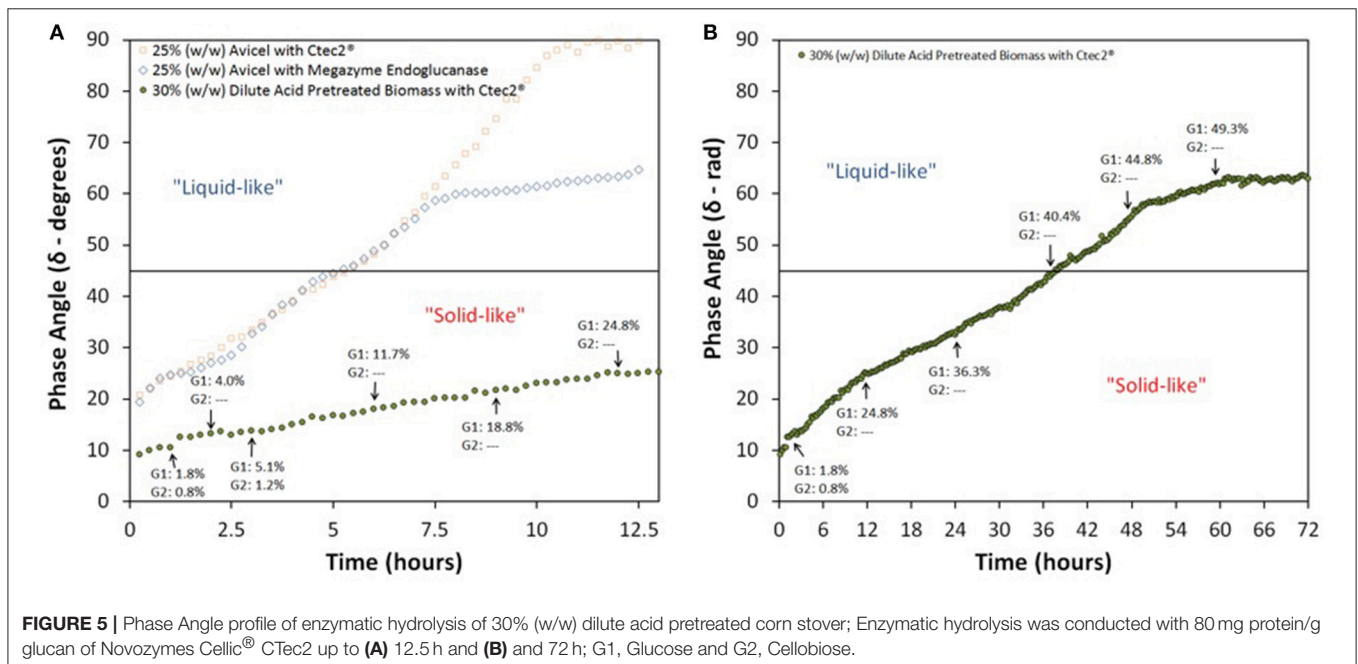 A
90
80
70
60
50
40
30
20
10
0
Phase Angle (δ - degrees)
25% (w/w) Avicel with Ctec2®
25% (w/w) Avicel with Megazyme Endoglucanase
30% (w/w) Dilute Acid Pretreated Biomass with Ctec2®
"Liquid-like"
"Solid-like"
G1: 4.0%
G2: ---
G1: 11.7%
G2: ---
G1: 24.8%
G2: ---
G1: 1.8%
G2: 0.8%
G1: 5.1%
G2: 1.2%
G1: 18.8%
G2: ---
0 2.5 5 7.5 10 12.5
Time (hours)
B
90
80
70
60
50
40
30
20
10
0
Phase Angle (δ - rad)
30% (w/w) Dilute Acid Pretreated Biomass with Ctec2®
"Liquid-like"
"Solid-like"
G1: 49.3%
G2: ---
G1: 44.8%
G2: ---
G1: 40.4%
G2: ---
G1: 36.3%
G2: ---
G1: 24.8%
G2: ---
G1: 1.8%
G2: 0.8%
0 6 12 18 24 30 36 42 48 54 60 66 72
Time (hours)
FIGURE 5 | Phase Angle profile of enzymatic hydrolysis of 30% (w/w) dilute acid pretreated corn stover; Enzymatic hydrolysis was conducted with 80 mg protein/g
glucan of Novozymes Cellic® CTec2 up to (A) 12.5 h and (B) and 72 h; G1, Glucose and G2, Cellobiose.